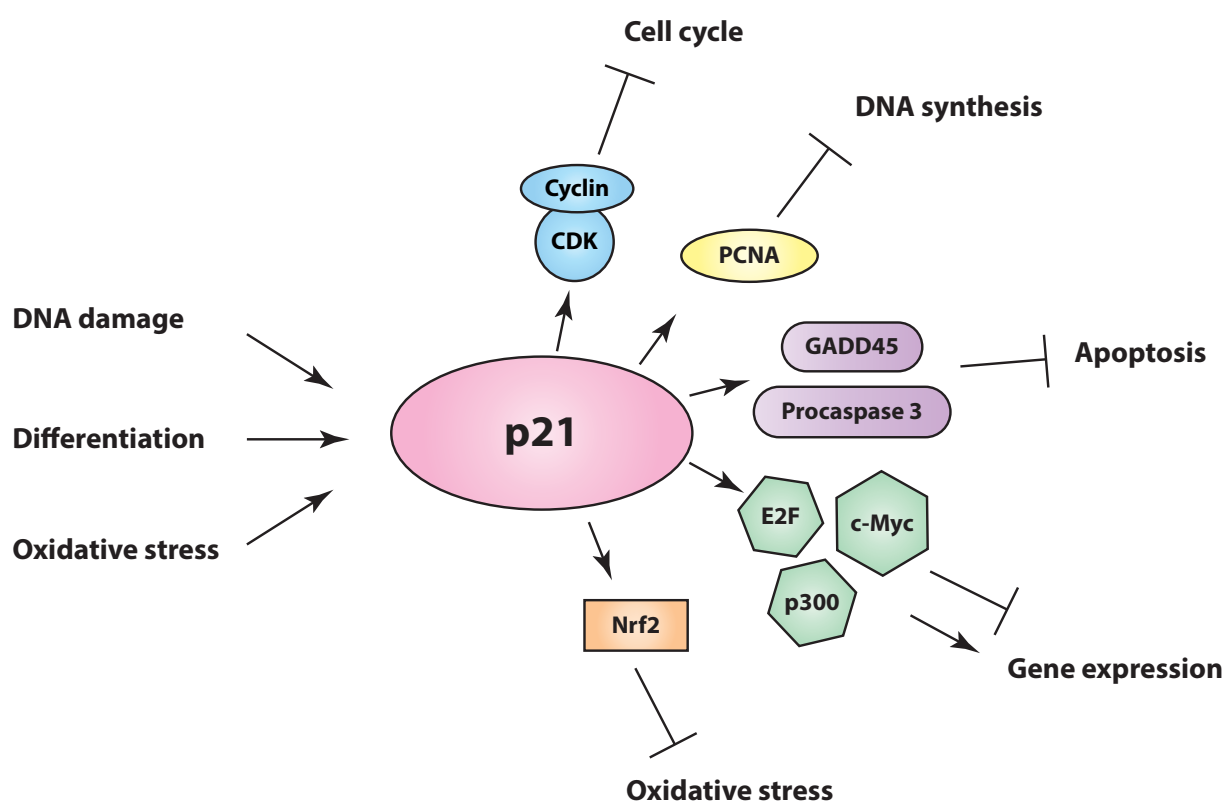 Cell cycle
DNA synthesis
Cyclin
CDK
PCNA
DNA damage
GADD45
Apoptosis
Procaspase 3
Differentiation
p21
E2F
c-Myc
Oxidative stress
p300
Nrf2
Gene expression
Oxidative stress